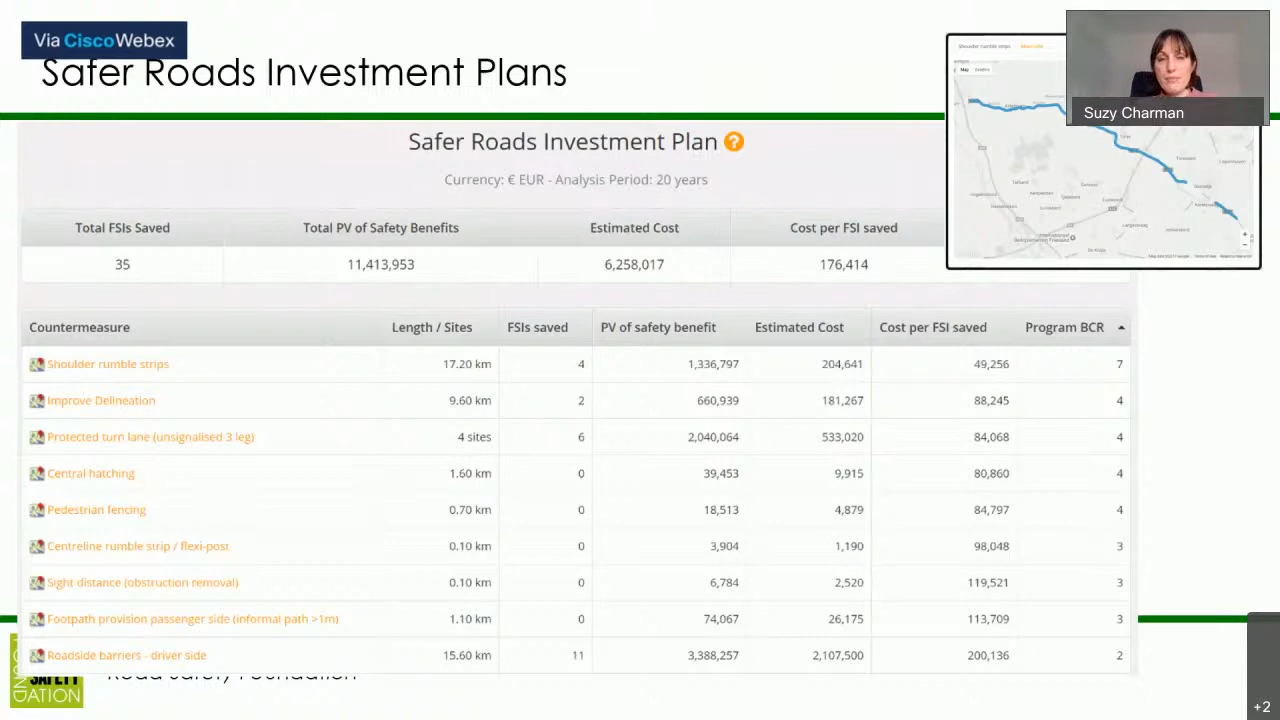 Via Cisco Webex
Safer Roads Investment Plans
Suzy Charman
Shoulder rumble strips
Map
Safer Roads Investment Plan ?
Currency: € EUR - Analysis Period: 20 years
Total FSIs Saved Total PV of Safety Benefits Estimated Cost Cost per FSI saved
35 11,413,953 6,258,017 176,414
Countermeasure Length / Sites FSIs saved PV of safety benefit Estimated Cost Cost per FSI saved Program BCR
Shoulder rumble strips 17.20 km 4 1,336,797 204,641 49,256 7
Improve Delineation 9.60 km 2 660,939 181,267 88,245 4
Protected turn lane (unsignalised 3 leg) 4 sites 6 2,040,064 533,020 84,068 4
Central hatching 1.60 km 0 39,453 9,915 80,860 4
Pedestrian fencing 0.70 km 0 18,513 4,879 84,797 4
Centreline rumble strip / flexi-post 0.10 km 0 3,904 1,190 98,048 3
Sight distance (obstruction removal) 0.10 km 0 6,784 2,520 119,521 3
Footpath provision passenger side (informal path >1m) 1.10 km 0 74,067 26,175 113,709 3
Roadside barriers - driver side 15.60 km 11 3,388,257 2,107,500 200,136 2
Road Safety Foundation
SAFETY
DATION
+2